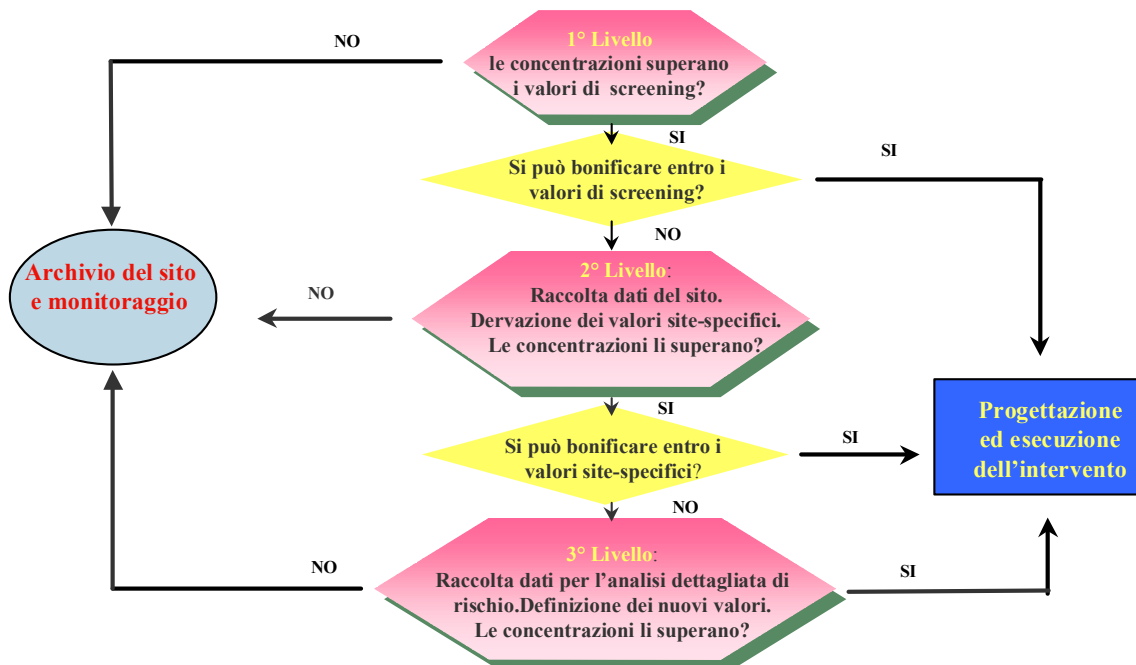 NO
1° Livello
le concentrazioni superano
i valori di screening?
SI
SI
Si può bonificare entro i
valori di screening?
NO
Archivio del sito
e monitoraggio
NO
2° Livello:
Raccolta dati del sito.
Dervazione dei valori site-specifici.
Le concentrazioni li superano?
SI
Si può bonificare entro i
valori site-specifici?
SI
Progettazione
ed esecuzione
dell'intervento
NO
NO
3° Livello:
Raccolta dati per l'analisi dettagliata di
rischio.Definizione dei nuovi valori.
Le concentrazioni li superano?
SI